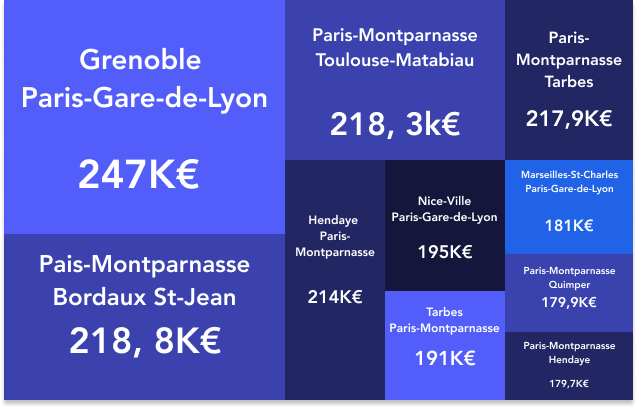 Grenoble
Paris-Gare-de-Lyon
247K€
Pais-Montparnasse
Bordaux St-Jean
218, 8K€
Paris-Montparnasse
Toulouse-Matabiau
218, 3k€
Paris-
Montparnasse
Tarbes
217,9K€
Hendaye
Paris-
Montparnasse
214K€
Nice-Ville
Paris-Gare-de-Lyon
195K€
Tarbes
Paris-Montparnasse
191K€
Marseilles-St-Charles
Paris-Gare-de-Lyon
181K€
Paris-Montparnasse
Quimper
179,9K€
Paris-Montparnasse
Hendaye
179,7K€